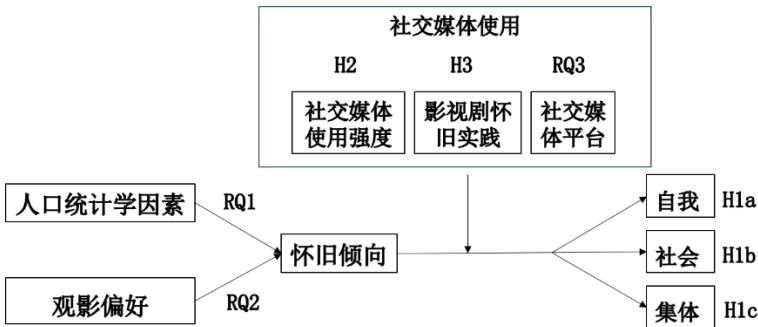 社交媒体使用
H2 H3 RQ3
社交媒体 影视剧怀 社交媒
使用强度 旧实践 体平台
人口统计学因素 RQ1
自我 H1a
怀旧倾向
社会 H1b
观影偏好 RQ2
集体 H1c